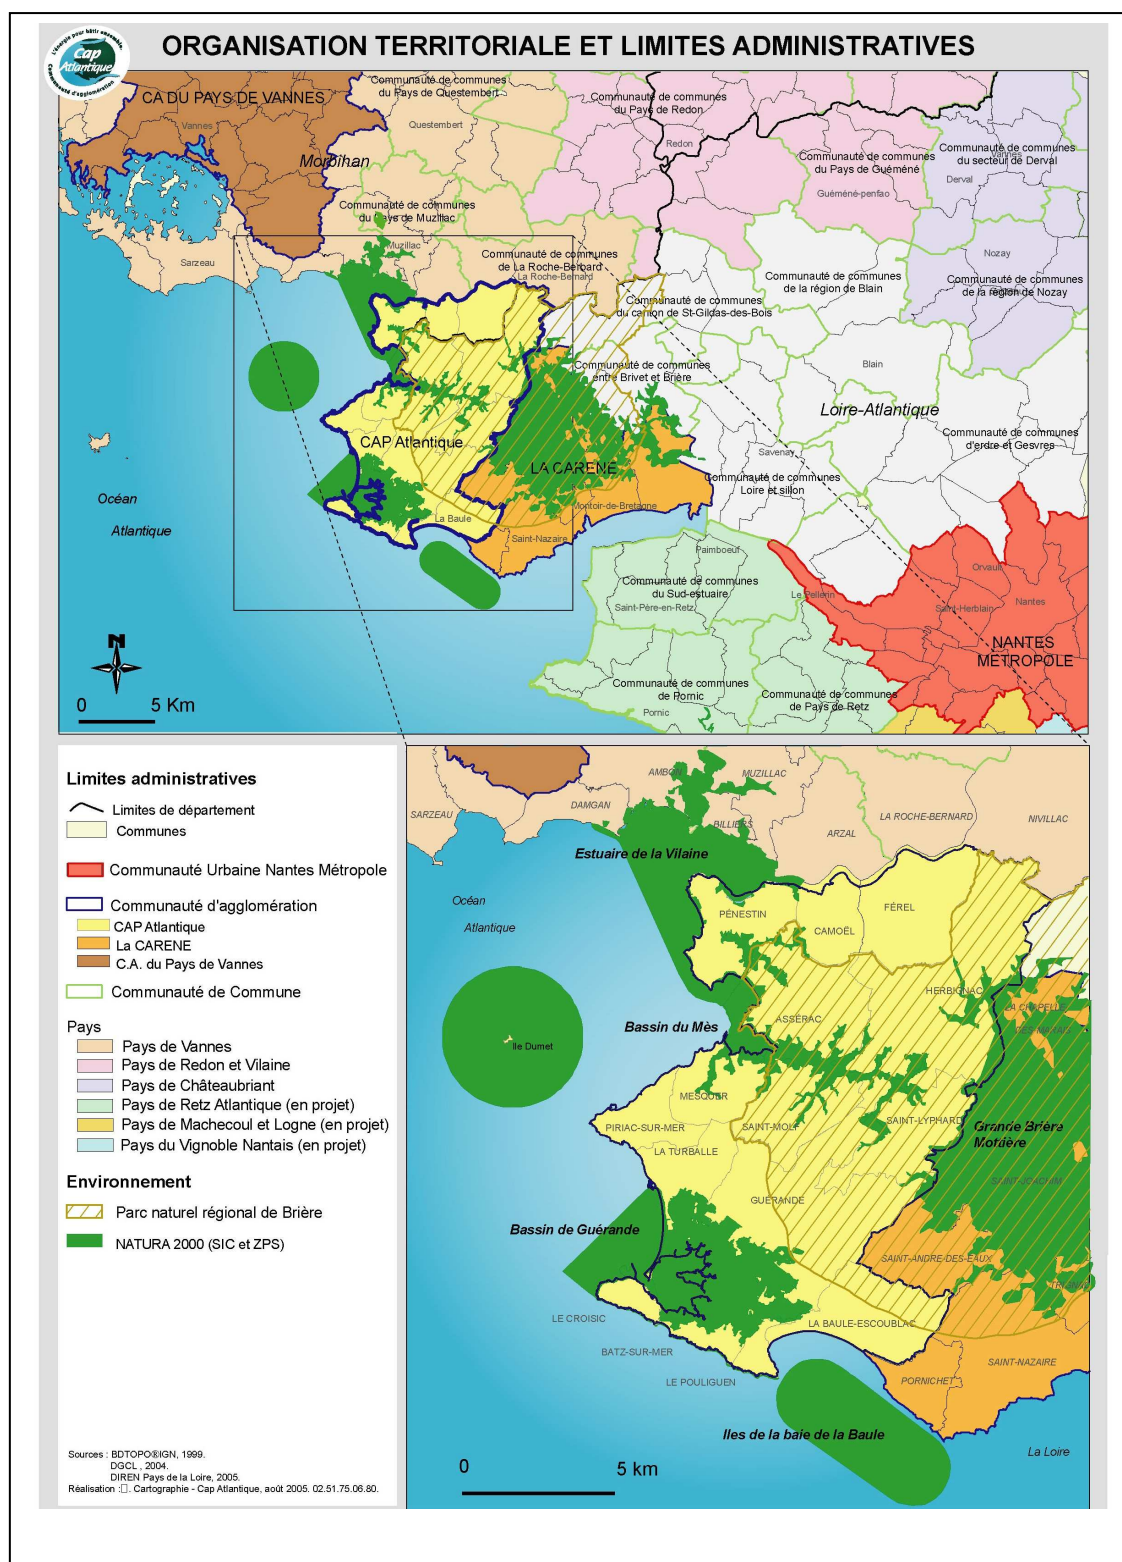 L'énergie pour bâtir ensemble.
Cap
Atlantique
Communauté d'agglomération
ORGANISATION TERRITORIALE ET LIMITES ADMINISTRATIVES
CA DU PAYS DE VANNES
Vannes
Communauté de communes
du Pays de Questembert
Questembert
Communauté de communes
du Pays de Redon
Redon
Morbihan
Communauté de communes
du Pays de Guéméné
Guéméné-penfao
Communauté de communes
du secteur de Derval
Derval
Communauté de communes
du Pays de Muzillac
Muzillac
Sarzeau
Communauté de communes
de La Roche-Bernard
La Roche-Bernard
Communauté de communes
de la région de Blain
Nozay
Communauté de communes
de la région de Nozay
Communauté de communes
du canton de St-Gildas-des-Bois
Communauté de communes
entre Brivet et Brière
Blain
Loire-Atlantique
Communauté de communes
d'erdre et Gesvres
CAP Atlantique
LA CARENE
Savenay
Communauté de communes
Loire et sillon
Océan
Atlantique
La Baule
Montoir-de-Bretagne
Saint-Nazaire
Paimboeuf
Communauté de communes
du Sud-estuaire
Saint-Père-en-Retz
Le Pellerin
Orvault
Saint-Herblain
Nantes
NANTES
METROPOLE
Communauté de communes
de Pornic
Pornic
Communauté de communes
de Pays de Retz
N
0 5 Km
Limites administratives
Limites de département
Communes
Communauté Urbaine Nantes Métropole
Communauté d'agglomération
CAP Atlantique
La CARENE
C.A. du Pays de Vannes
Communauté de Commune
Pays
Pays de Vannes
Pays de Redon et Vilaine
Pays de Châteaubriant
Pays de Retz Atlantique (en projet)
Pays de Machecoul et Logne (en projet)
Pays du Vignoble Nantais (en projet)
Environnement
Parc naturel régional de Brière
NATURA 2000 (SIC et ZPS)
Sources : BDTOPO®IGN, 1999.
DGCL , 2004.
DIREN Pays de la Loire, 2005.
Réalisation :. Cartographie - Cap Atlantique, août 2005. 02.51.75.06.80.
SARZEAU
DAMGAN
AMBON
MUZILLAC
BILLIERS
ARZAL
LA ROCHE-BERNARD
NIVILLAC
Estuaire de la Vilaine
Océan
Atlantique
PÉNESTIN
CAMOËL
FÉREL
HERBIGNAC
LA CHAPELLE
DES-MARAIS
Bassin du Mès
ASSÉRAC
Ile Dumet
MESQUER
PIRIAC-SUR-MER
SAINT-MOLF
SAINT-LYPHARD
Grande Brière
Mottière
LA TURBALLE
SAINT-JOACHIM
GUÉRANDE
Bassin de Guérande
SAINT-ANDRE-DES-EAUX
LE CROISIC
LA BAULE-ESCOUBLAC
BATZ-SUR-MER
SAINT-NAZAIRE
LE POULIGUEN
PORNICHET
Iles de la baie de la Baule
La Loire
0 5 km